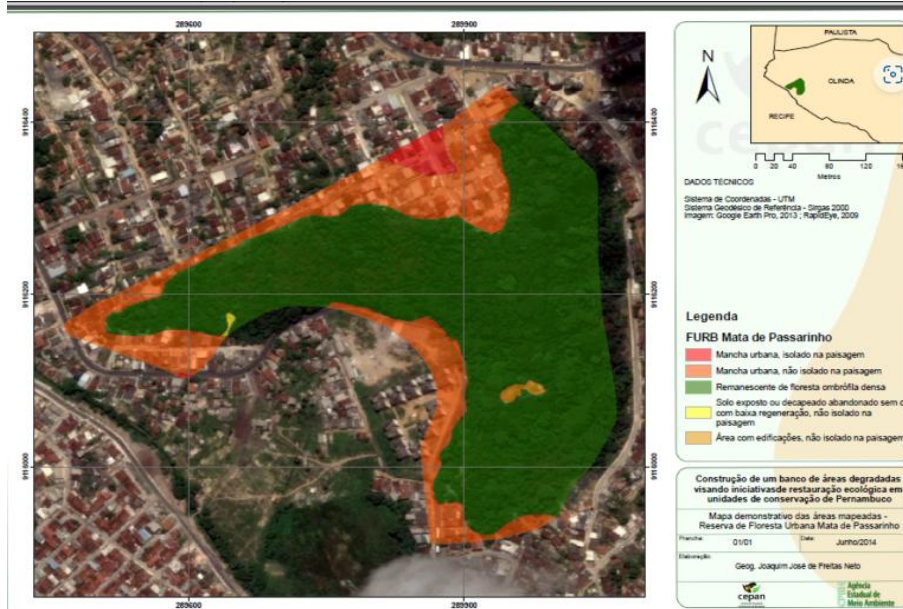 289600
289900
9116400
9116200
9116000
9116400
9116200
9116000
289600
289900
N
PAULISTA
OLINDA
RECIFE
0 20 40 80 120
Metros
DADOS TÉCNICOS
Sistema de Coordenadas - UTM
Sistema Geodésico de Referência - Sirgas 2000
Imagem: Google Earth Pro, 2013 ; RapidEye, 2009
Legenda
FURB Mata de Passarinho
Mancha urbana, isolado na paisagem
Mancha urbana, não isolado na paisagem
Remanescente de floresta ombrófila densa
Solo exposto ou decapeado abandonado sem
com baixa regeneração, não isolado na
paisagem
Área com edificações, não isolado na paisagem
Construção de um banco de áreas degradadas
visando iniciativasde restauração ecológica em
unidades de conservação de Pernambuco
Mapa demonstrativo das áreas mapeadas -
Reserva de Floresta Urbana Mata de Passarinho
Prancha: 01/01 Data: Junho/2014
Elaboração:
Geog. Joaquim José de Freitas Neto
cepan
CPRH
Agência
Estadual de
Meio Ambiente